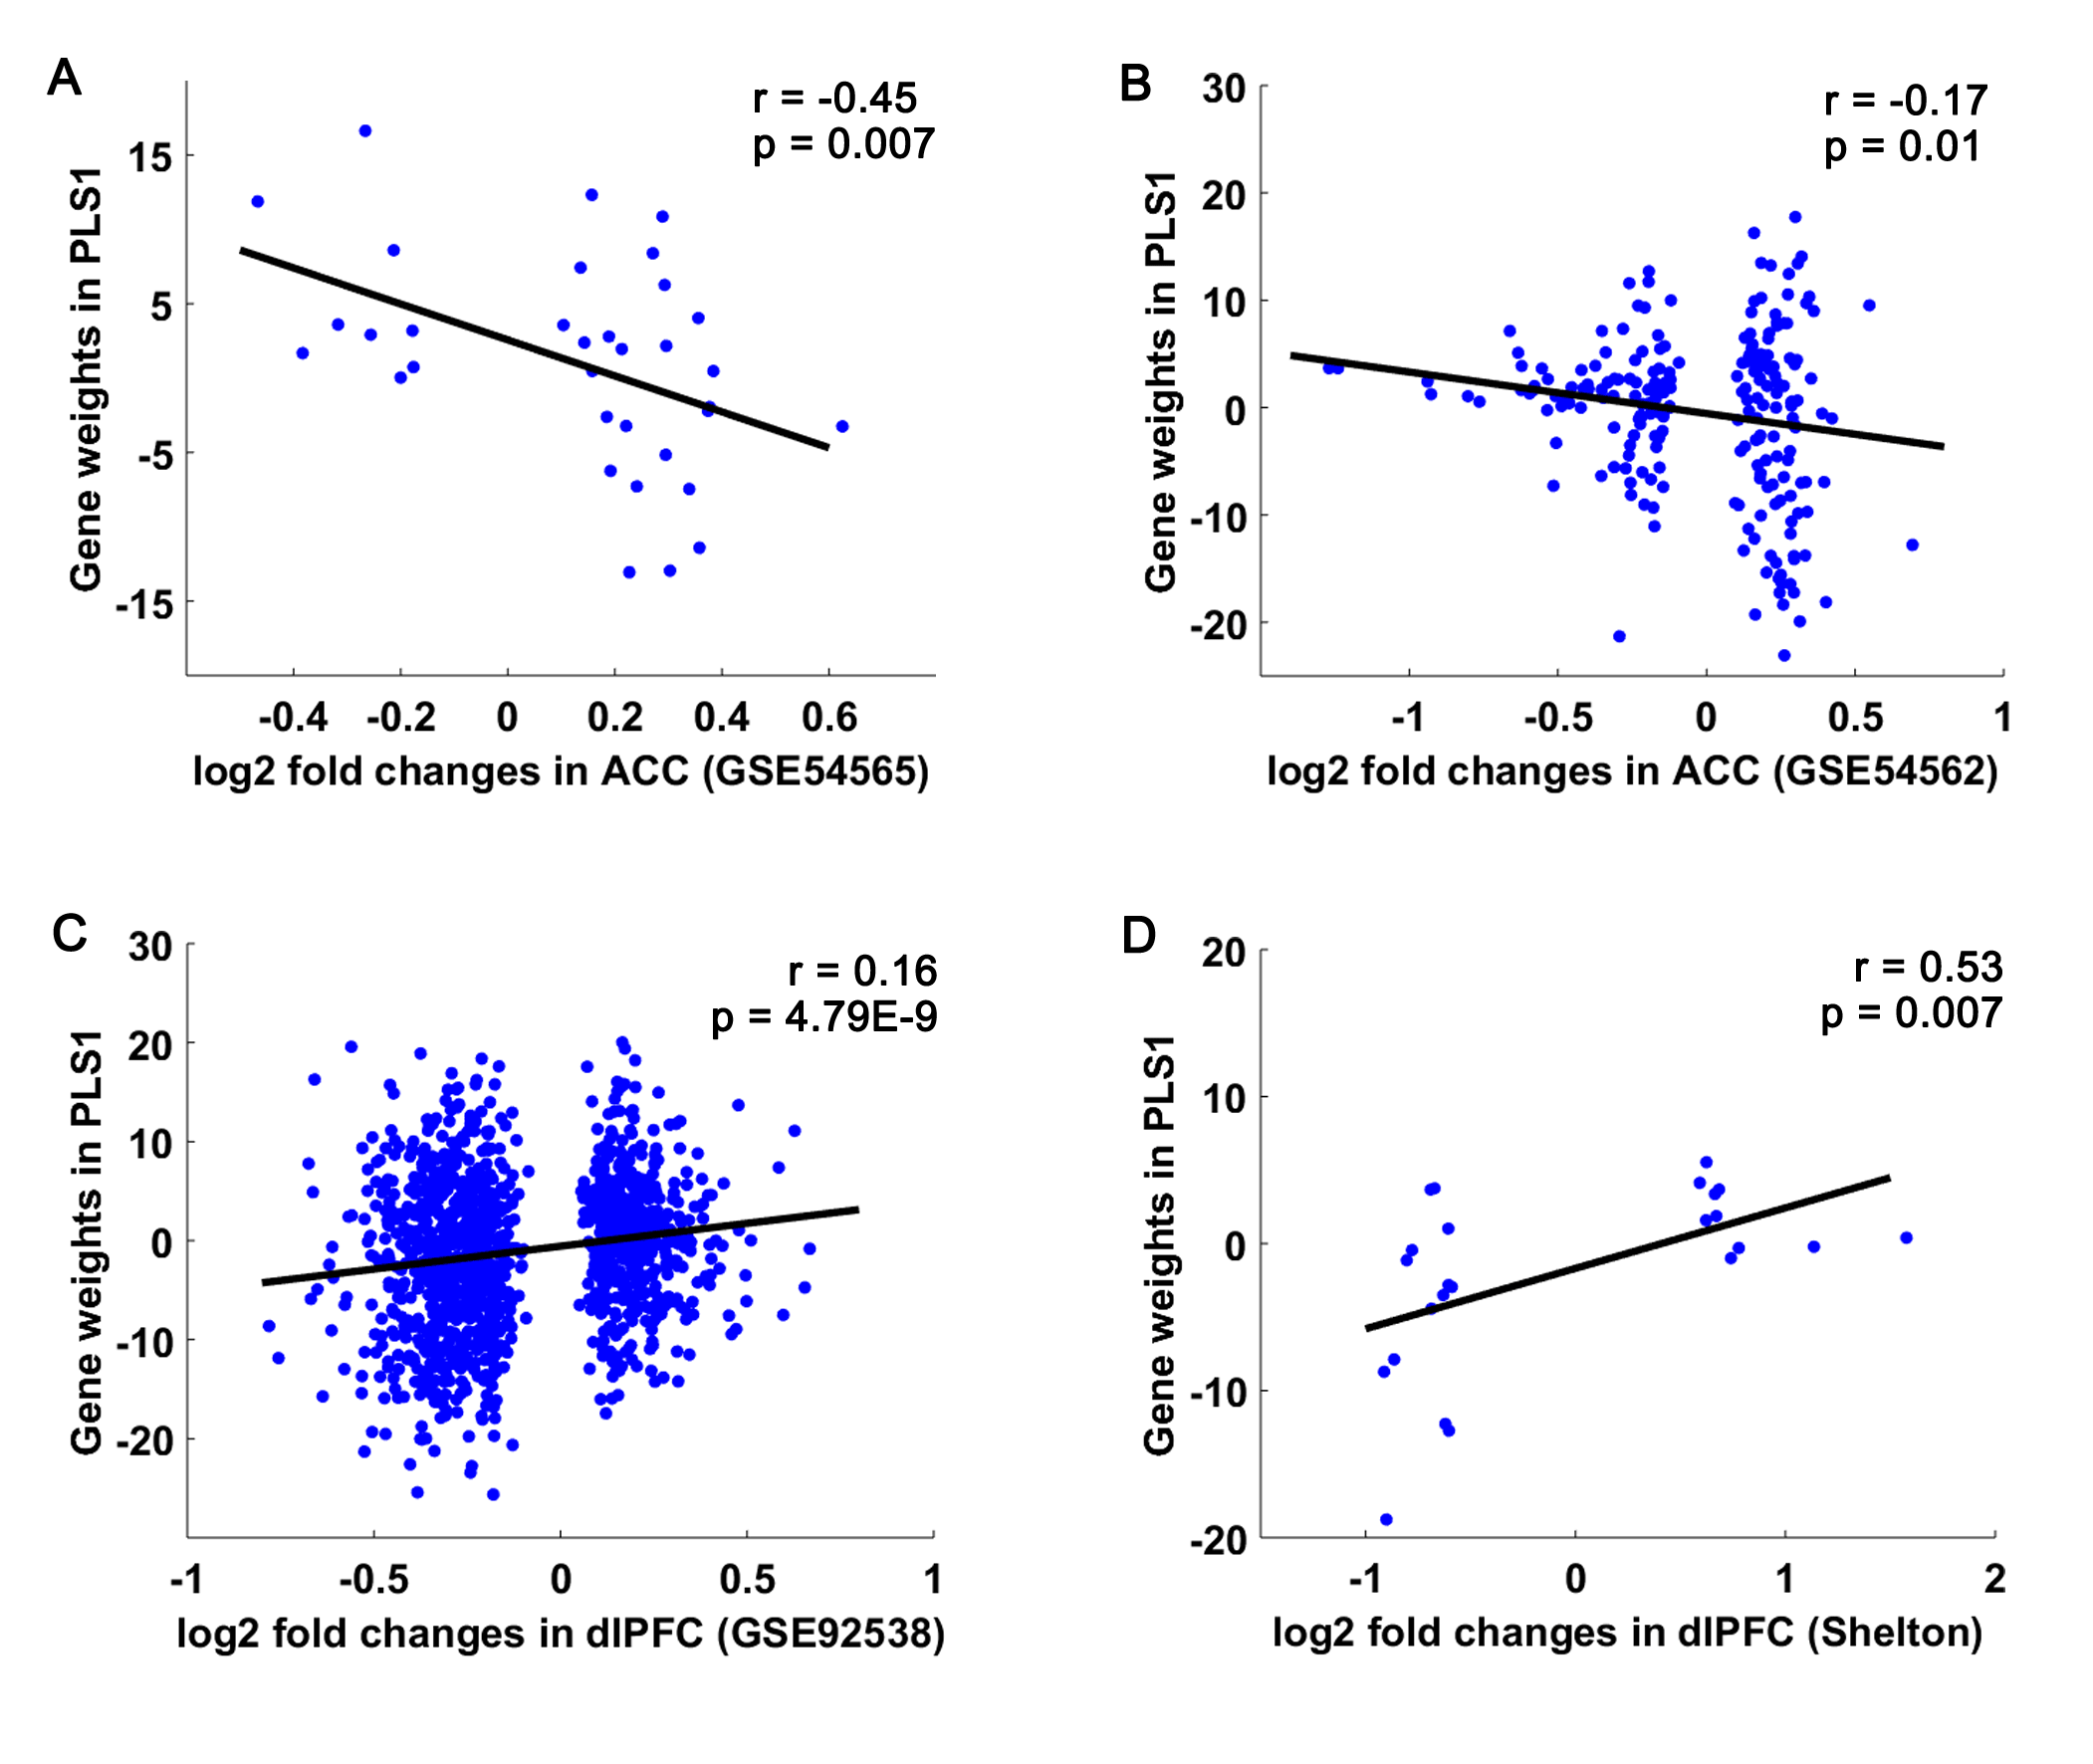 A
r = -0.45
p = 0.007
15
5
-5
-15
Gene weights in PLS1
-0.4 -0.2 0 0.2 0.4 0.6
log2 fold changes in ACC (GSE54565)
B
r = -0.17
p = 0.01
30
20
10
0
-10
-20
Gene weights in PLS1
-1 -0.5 0 0.5 1
log2 fold changes in ACC (GSE54562)
C
r = 0.16
p = 4.79E-9
30
20
10
0
-10
-20
Gene weights in PLS1
-1 -0.5 0 0.5 1
log2 fold changes in dlPFC (GSE92538)
D
r = 0.53
p = 0.007
20
10
0
-10
-20
Gene weights in PLS1
-1 0 1 2
log2 fold changes in dlPFC (Shelton)